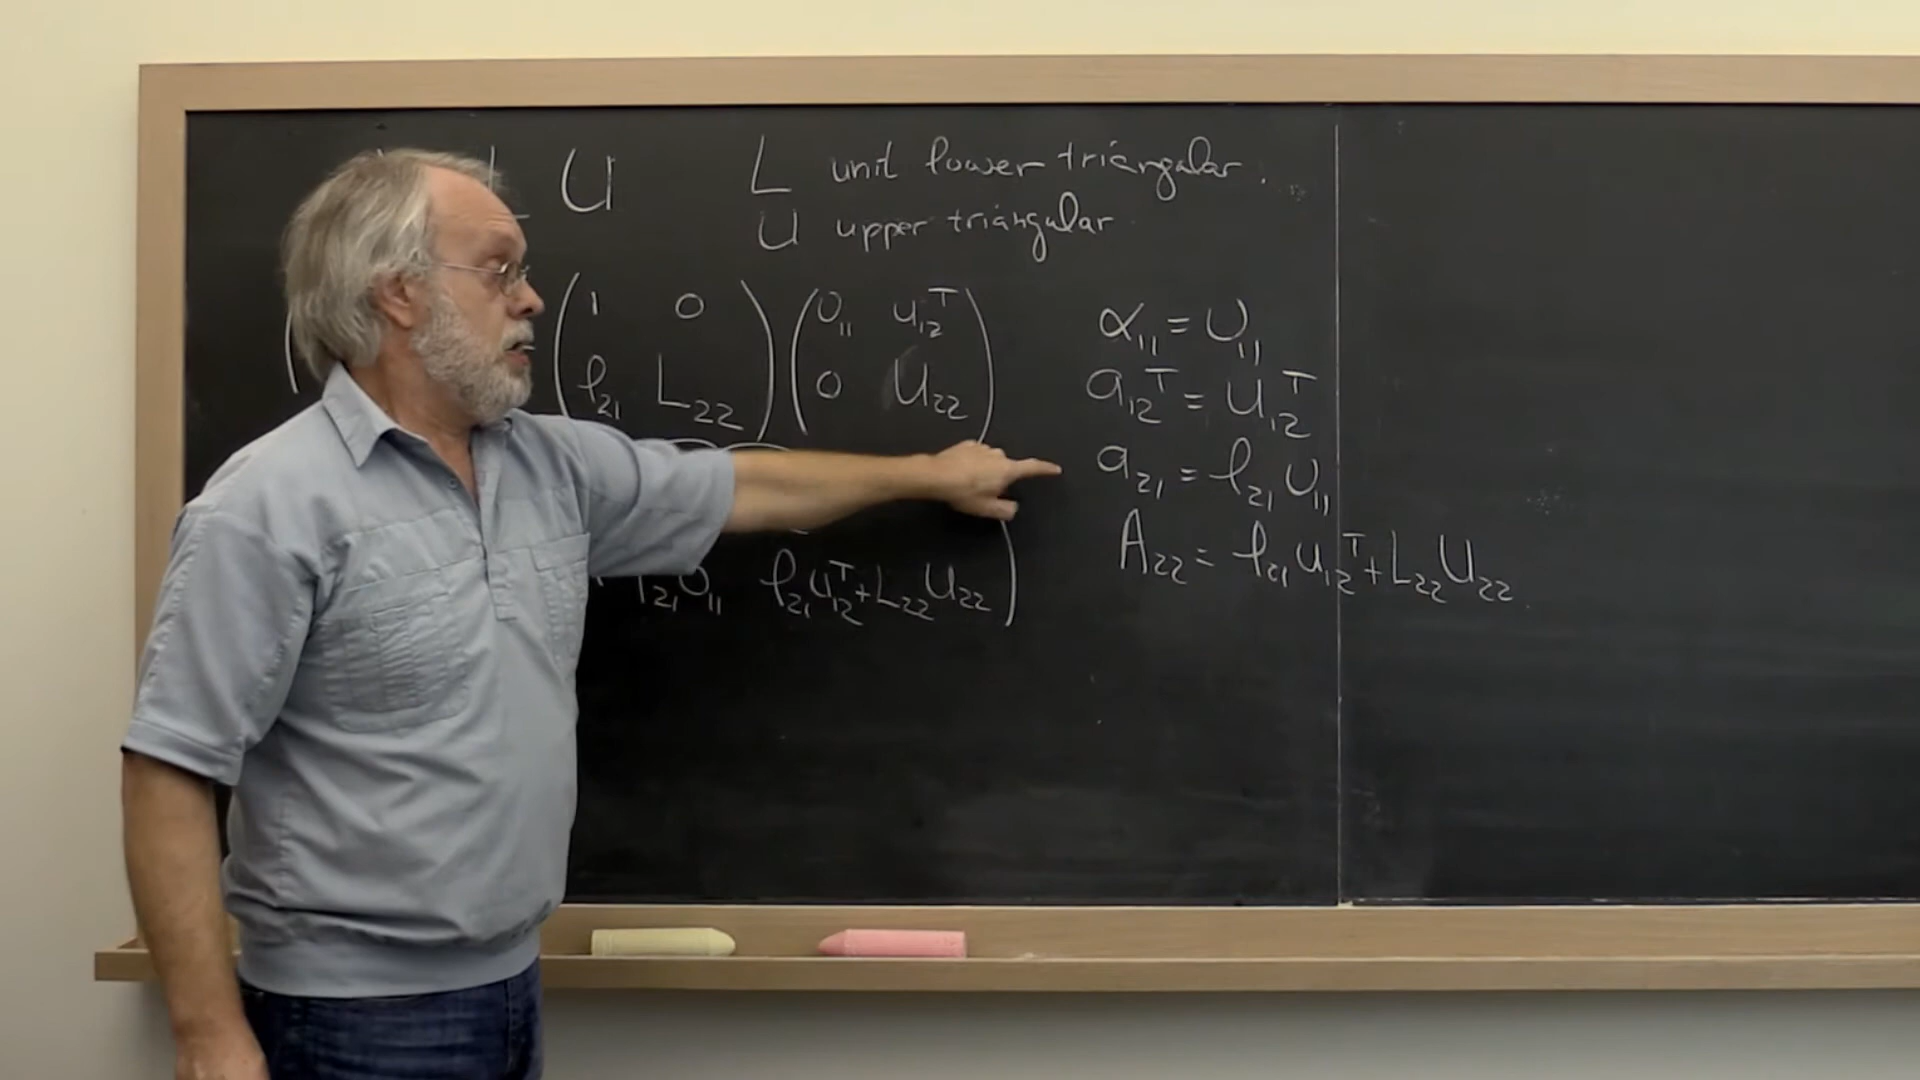 L U L unit lower triangular.
U upper triangular
( 1 0 ) ( υ₁₁ u₁₂ᵀ ) α₁₁ = υ₁₁
( l₂₁ L₂₂ ) ( 0 U₂₂ ) a₁₂ᵀ = u₁₂ᵀ
a₂₁ = l₂₁ υ₁₁
A₂₂ = l₂₁ u₁₂ᵀ + L₂₂ U₂₂
l₂₁ υ₁₁ l₂₁ u₁₂ᵀ + L₂₂ U₂₂ )